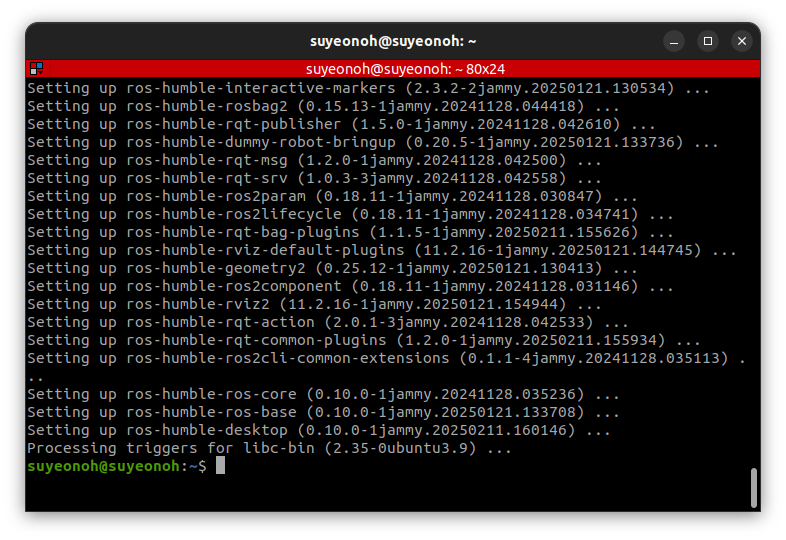 suyeonoh@suyeonoh: ~
suyeonoh@suyeonoh: ~ 80x24
Setting up ros-humble-interactive-markers (2.3.2-2jammy.20250121.130534) ...
Setting up ros-humble-rosbag2 (0.15.13-1jammy.20241128.044418) ...
Setting up ros-humble-rqt-publisher (1.5.0-1jammy.20241128.042610) ...
Setting up ros-humble-dummy-robot-bringup (0.20.5-1jammy.20250121.133736) ...
Setting up ros-humble-rqt-msg (1.2.0-1jammy.20241128.042500) ...
Setting up ros-humble-rqt-srv (1.0.3-3jammy.20241128.042558) ...
Setting up ros-humble-ros2param (0.18.11-1jammy.20241128.030847) ...
Setting up ros-humble-ros2lifecycle (0.18.11-1jammy.20241128.034741) ...
Setting up ros-humble-rqt-bag-plugins (1.1.5-1jammy.20250211.155626) ...
Setting up ros-humble-rviz-default-plugins (11.2.16-1jammy.20250121.144745) ...
Setting up ros-humble-geometry2 (0.25.12-1jammy.20250121.130413) ...
Setting up ros-humble-ros2component (0.18.11-1jammy.20241128.031146) ...
Setting up ros-humble-rviz2 (11.2.16-1jammy.20250121.154944) ...
Setting up ros-humble-rqt-action (2.0.1-3jammy.20241128.042533) ...
Setting up ros-humble-rqt-common-plugins (1.2.0-1jammy.20250211.155934) ...
Setting up ros-humble-ros2cli-common-extensions (0.1.1-4jammy.20241128.035113) .
..
Setting up ros-humble-ros-core (0.10.0-1jammy.20241128.035236) ...
Setting up ros-humble-ros-base (0.10.0-1jammy.20250121.133708) ...
Setting up ros-humble-desktop (0.10.0-1jammy.20250211.160146) ...
Processing triggers for libc-bin (2.35-0ubuntu3.9) ...
suyeonoh@suyeonoh:~$